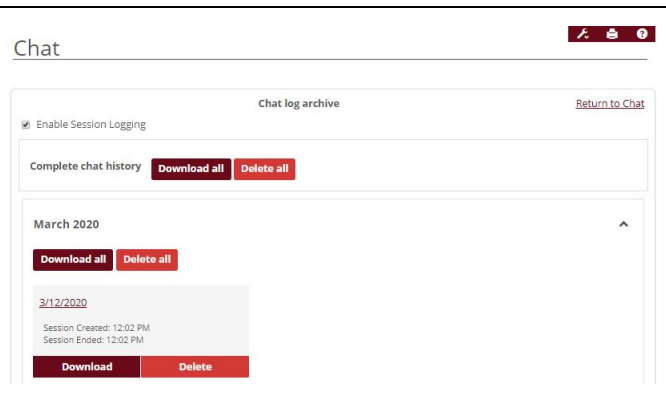 Chat
Chat log archive
Return to Chat
Enable Session Logging
Complete chat history Download all Delete all
March 2020
Download all Delete all
3/12/2020
Session Created: 12:02 PM
Session Ended: 12:02 PM
Download Delete